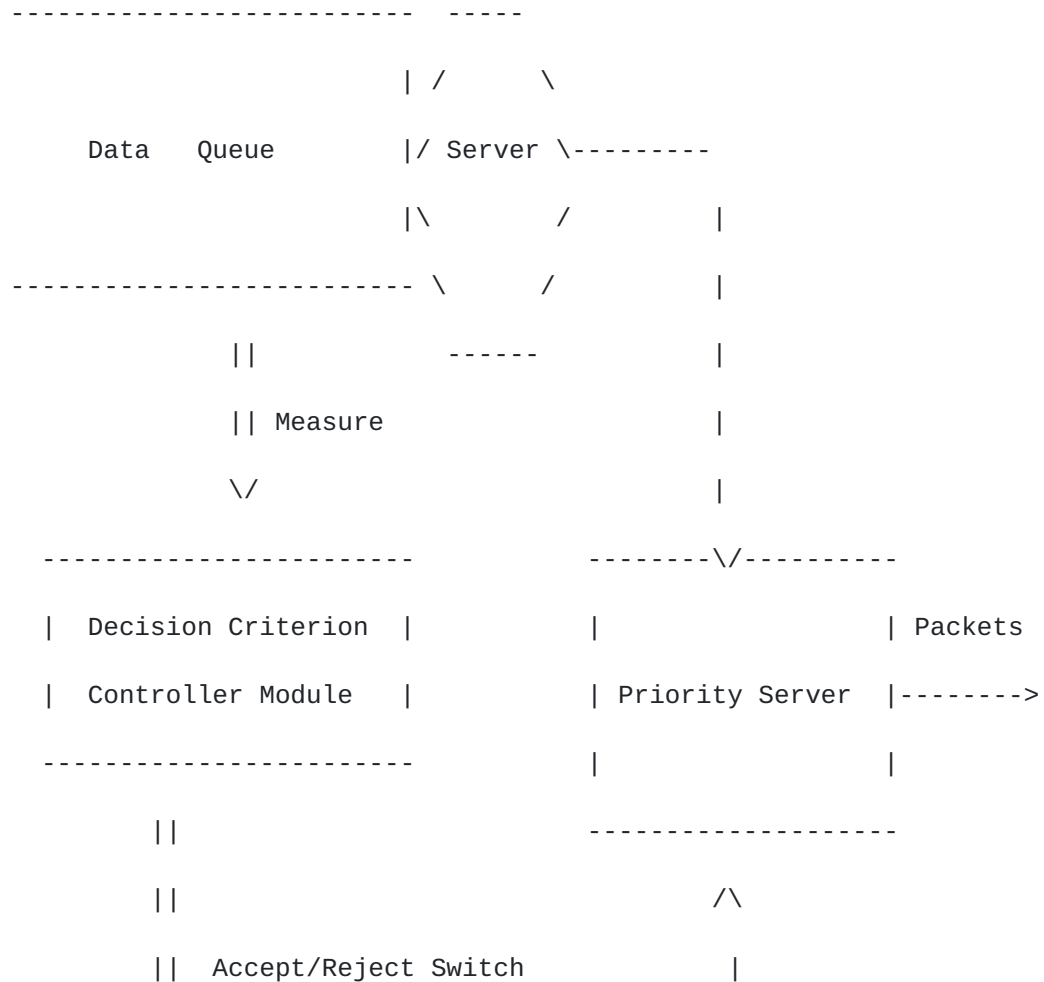 --------------------------  -----
                         | /      \
     Data   Queue        |/ Server \---------
                         |\        /         |
-------------------------- \      /          |
              ||            ------           |
              || Measure                     |
              \/                             |
  ------------------------           --------\/----------
  |  Decision Criterion  |           |                  | Packets
  |  Controller Module   |           | Priority Server  |-------->
  ------------------------           |                  |
         ||                          --------------------
         ||                                  /\
         ||  Accept/Reject Switch             |